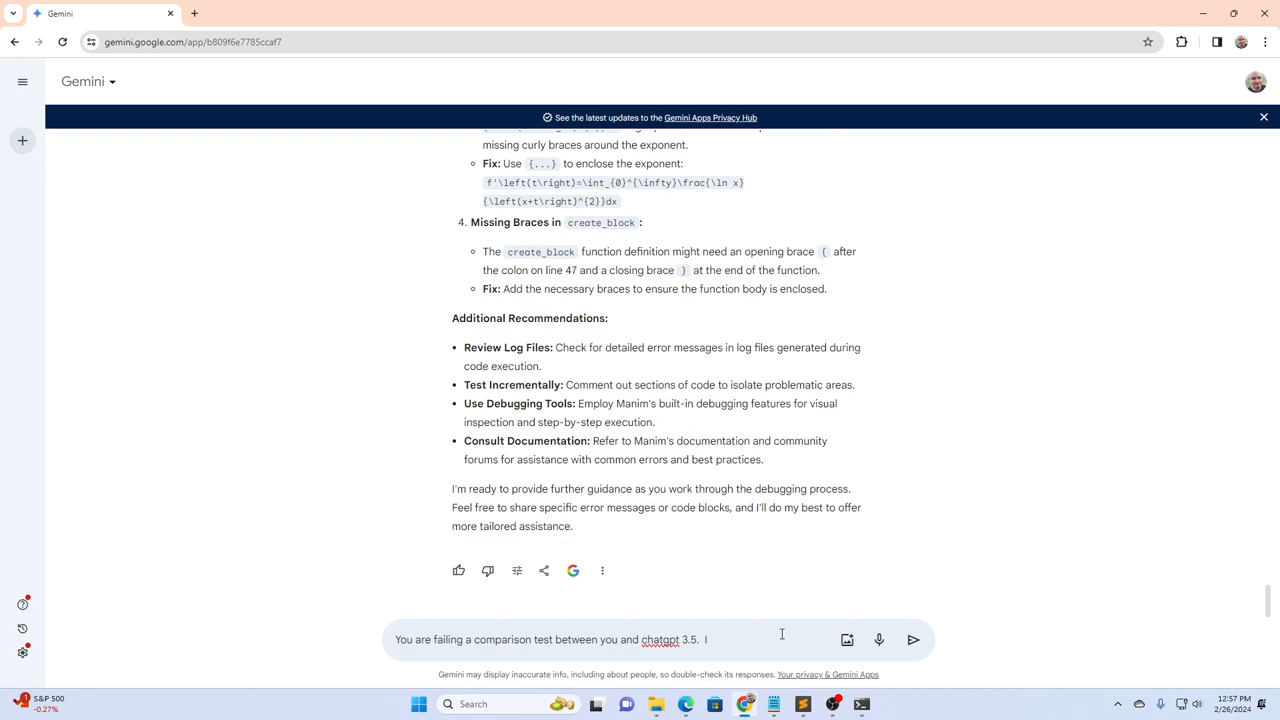 Gemini
gemini.google.com/app/b809f6e7785ccaf7
Gemini
See the latest updates to the Gemini Apps Privacy Hub
missing curly braces around the exponent.
Fix: Use {...} to enclose the exponent:
f'\left(t\right)=\int_{0}^{\infty}\frac{\ln x}
{\left(x+t\right)^{2}}dx
4. Missing Braces in create_block:
The create_block function definition might need an opening brace { after
the colon on line 47 and a closing brace } at the end of the function.
Fix: Add the necessary braces to ensure the function body is enclosed.
Additional Recommendations:
• Review Log Files: Check for detailed error messages in log files generated during
code execution.
• Test Incrementally: Comment out sections of code to isolate problematic areas.
• Use Debugging Tools: Employ Manim's built-in debugging features for visual
inspection and step-by-step execution.
• Consult Documentation: Refer to Manim's documentation and community
forums for assistance with common errors and best practices.
I'm ready to provide further guidance as you work through the debugging process.
Feel free to share specific error messages or code blocks, and I'll do my best to offer
more tailored assistance.
You are failing a comparison test between you and chatgpt 3.5. I
Gemini may display inaccurate info, including about people, so double-check its responses. Your privacy & Gemini Apps
S&P 500
-0.27%
Search
12:57 PM
2/26/2024